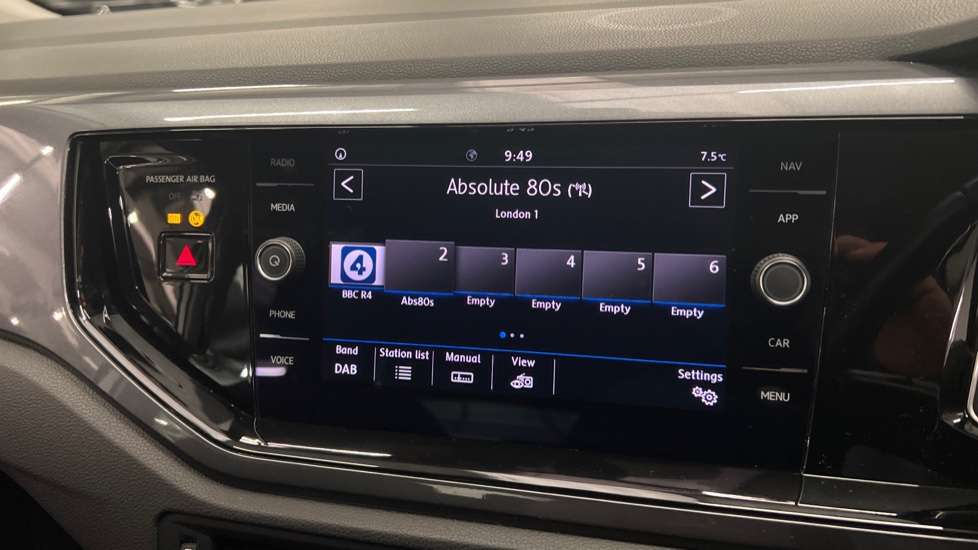 RADIO
MEDIA
PHONE
VOICE
PASSENGER AIR BAG
OFF
9:49
7.5°C
Absolute 80s
London 1
4 2 3 4 5 6
BBC R4 Abs80s Empty Empty Empty Empty
Band Station list Manual View Settings
DAB
NAV
APP
CAR
MENU